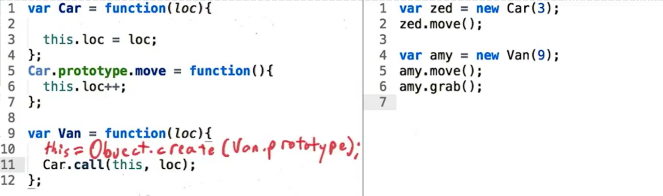 1 var Car = function(loc){
2
3 this.loc = loc;
4 };
5 Car.prototype.move = function(){
6 this.loc++;
7 };
8
9 var Van = function(loc){
10 this = Object.create(Van.prototype);
11 Car.call(this, loc);
12 };
1 var zed = new Car(3);
2 zed.move();
3
4 var amy = new Van(9);
5 amy.move();
6 amy.grab();
7